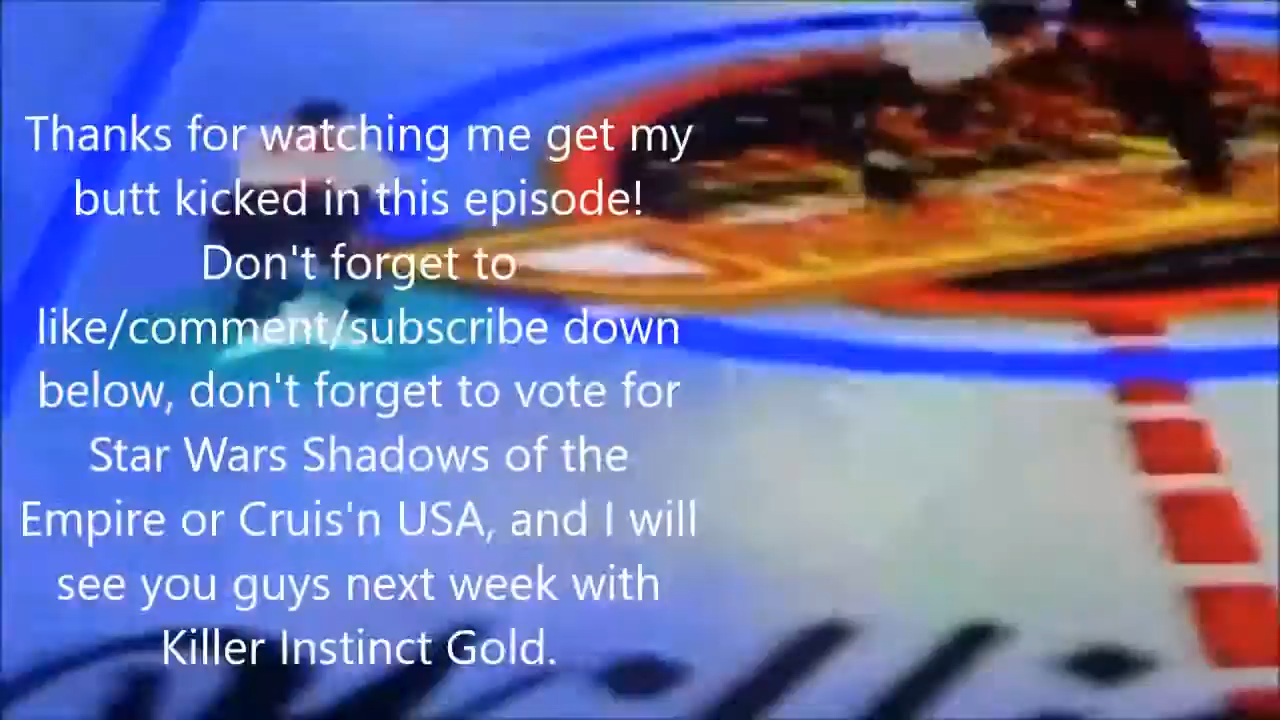 Thanks for watching me get my
butt kicked in this episode!
Don't forget to
like/comment/subscribe down
below, don't forget to vote for
Star Wars Shadows of the
Empire or Cruis'n USA, and I will
see you guys next week with
Killer Instinct Gold.